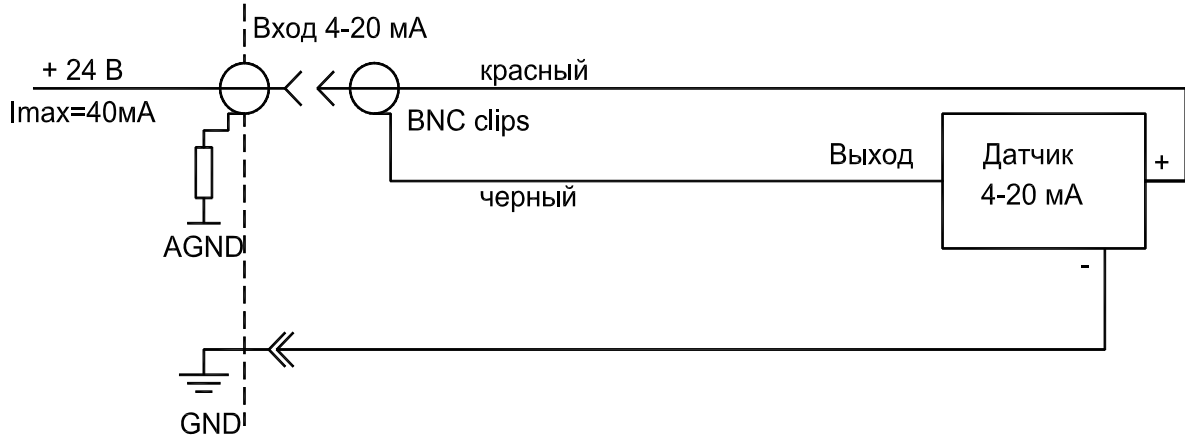 Вход 4-20 мА
+ 24 В
Imax=40мА
красный
BNC clips
Выход
Датчик
4-20 мА
+
черный
AGND
-
GND